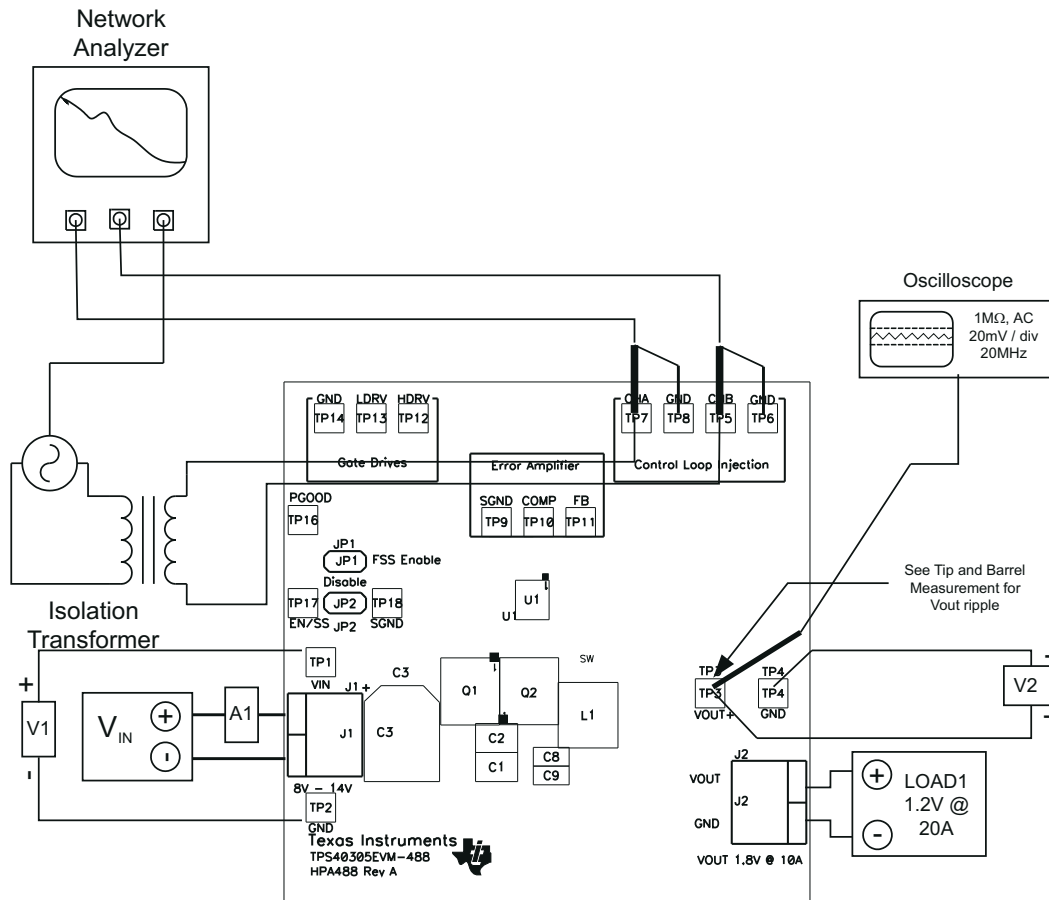 Network
Analyzer
Oscilloscope
1MΩ, AC
20mV / div
20MHz
GND LDRV HDRV
TP14 TP13 TP12
Gate Drives
CHA GND CHB GND
TP7 TP8 TP5 TP6
Control Loop Injection
Error Amplifier
SGND COMP FB
TP9 TP10 TP11
PGOOD
TP16
JP1
JP1 FSS Enable
Disable
TP17 JP2 TP18
EN/SS JP2 SGND
U1
U1
See Tip and Barrel
Measurement for
Vout ripple
Isolation
Transformer
TP1
VIN
+
V1
-
VIN
+
-
A1
J1 +
J1
8V - 14V
TP2
GND
C3
C3
Q1 Q2
SW
L1
C2
C1
C8
C9
TP3 TP4
TP3 TP4
VOUT+ GND
V2
J2
VOUT
J2
GND
VOUT 1.8V @ 10A
+
-
LOAD1
1.2V @
20A
Texas Instruments
TPS40305EVM-488
HPA488 Rev A